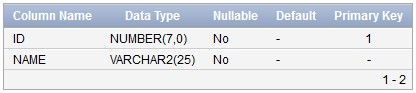 Column Name Data Type Nullable Default Primary Key
ID NUMBER(7,0) No - 1
NAME VARCHAR2(25) No - -
1 - 2